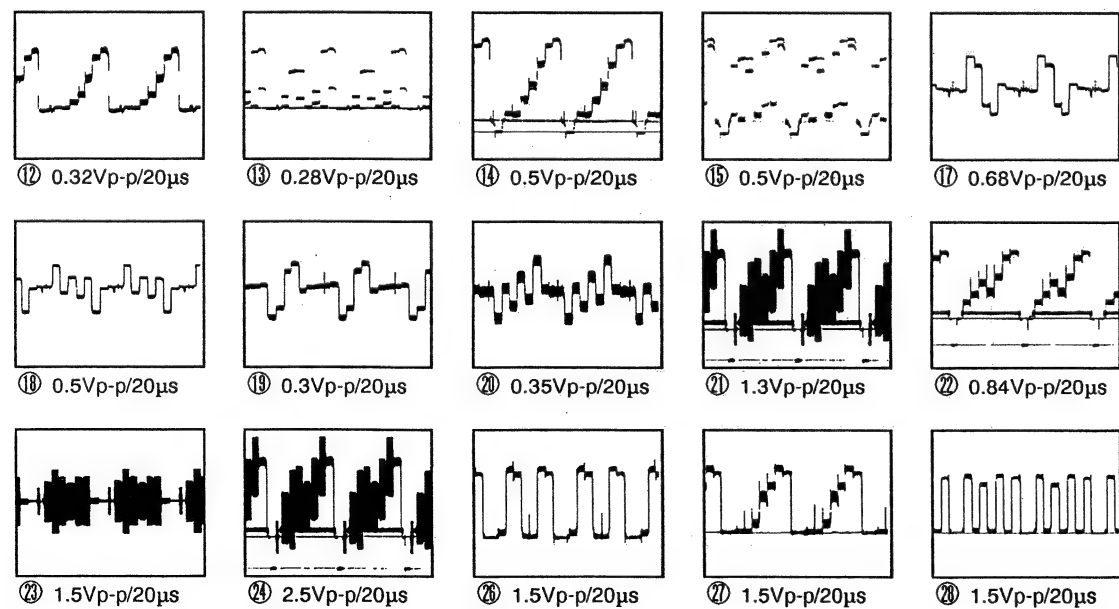 ⑫ 0.32Vp-p/20µs ⑬ 0.28Vp-p/20µs ⑭ 0.5Vp-p/20µs ⑮ 0.5Vp-p/20µs ⑰ 0.68Vp-p/20µs
⑱ 0.5Vp-p/20µs ⑲ 0.3Vp-p/20µs ⑳ 0.35Vp-p/20µs ㉑ 1.3Vp-p/20µs ㉒ 0.84Vp-p/20µs
㉓ 1.5Vp-p/20µs ㉔ 2.5Vp-p/20µs ㉖ 1.5Vp-p/20µs ㉗ 1.5Vp-p/20µs ㉘ 1.5Vp-p/20µs